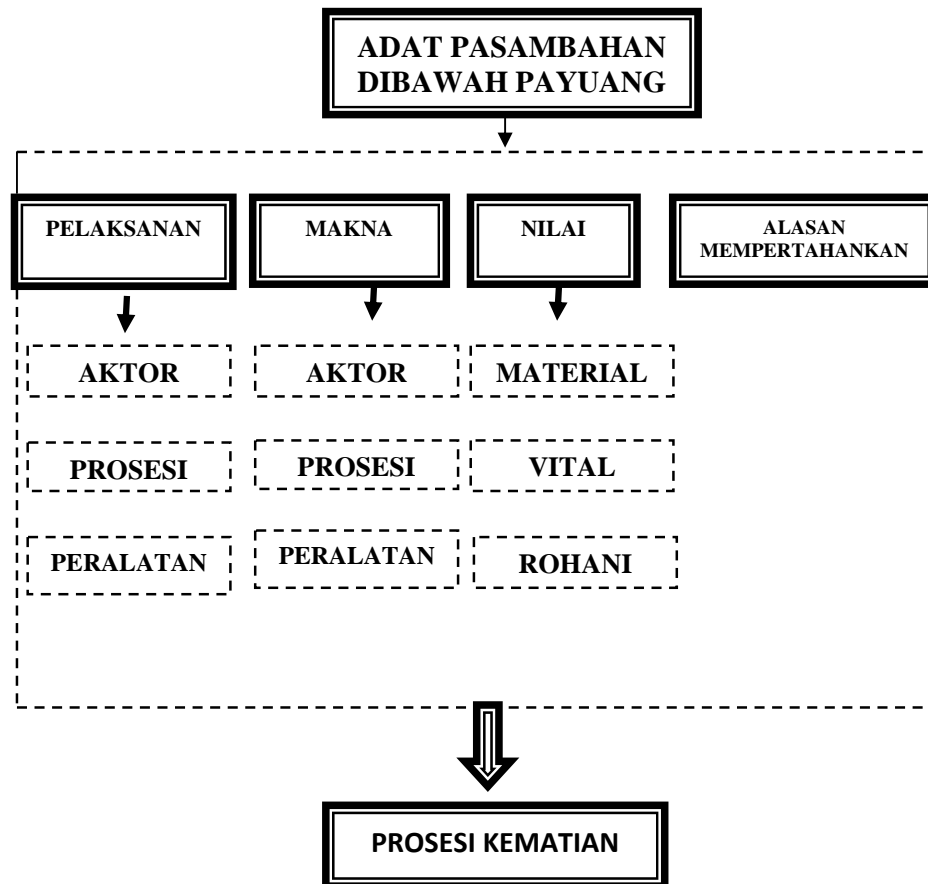 ADAT PASAMBAHAN
DIBAWAH PAYUANG
PELAKSANAN
MAKNA
NILAI
ALASAN
MEMPERTAHANKAN
AKTOR
AKTOR
MATERIAL
PROSESI
PROSESI
VITAL
PERALATAN
PERALATAN
ROHANI
PROSESI KEMATIAN